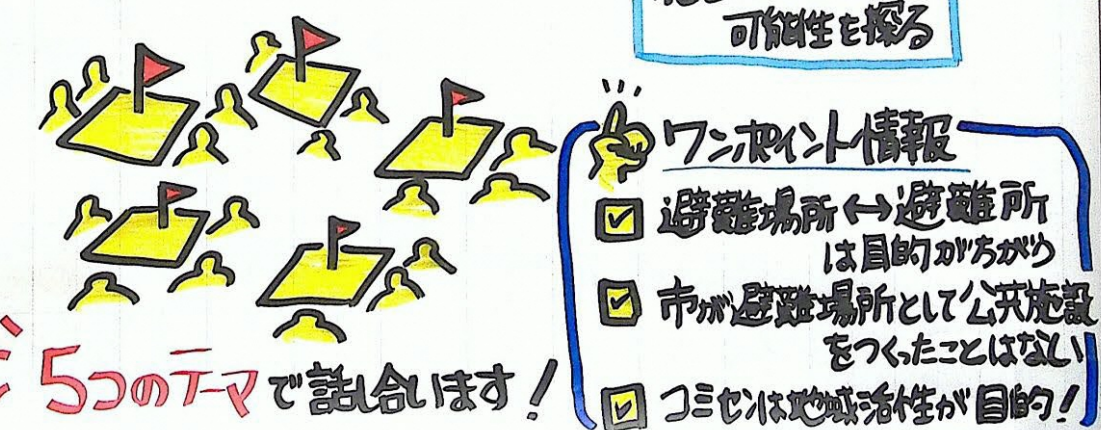 可能性を探る
ワンポイント情報
避難場所↔避難所
は目的がちがう
市が避難場所として公共施設
をつくったことはない
コミセンは地域活性が目的!
5つのテーマで話し合います!